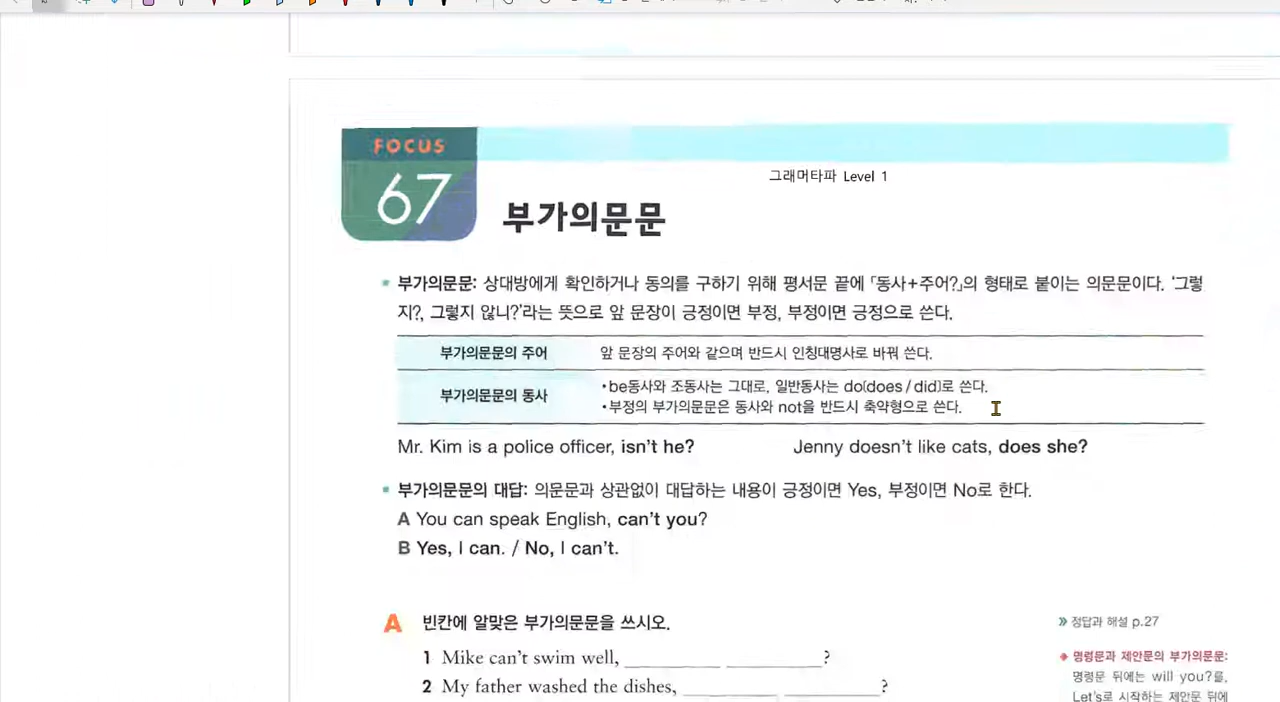 FOCUS
67
그래머타파 Level 1
부가의문문
• 부가의문문: 상대방에게 확인하거나 동의를 구하기 위해 평서문 끝에 「동사+주어?」의 형태로 붙이는 의문문이다. '그렇
지?, 그렇지 않니?'라는 뜻으로 앞 문장이 긍정이면 부정, 부정이면 긍정으로 쓴다.
부가의문문의 주어 앞 문장의 주어와 같으며 반드시 인칭대명사로 바꿔 쓴다.
부가의문문의 동사
•be동사와 조동사는 그대로, 일반동사는 do(does / did)로 쓴다.
•부정의 부가의문문은 동사와 not을 반드시 축약형으로 쓴다.
Mr. Kim is a police officer, isn't he? Jenny doesn't like cats, does she?
• 부가의문문의 대답: 의문문과 상관없이 대답하는 내용이 긍정이면 Yes, 부정이면 No로 한다.
A You can speak English, can't you?
B Yes, I can. / No, I can't.
A 빈칸에 알맞은 부가의문문을 쓰시오.
1 Mike can't swim well, ________ ________?
2 My father washed the dishes, ________ ________?
» 정답과 해설 p.27
명령문과 제안문의 부가의문문:
명령문 뒤에는 will you?를,
Let's로 시작하는 제안문 뒤에